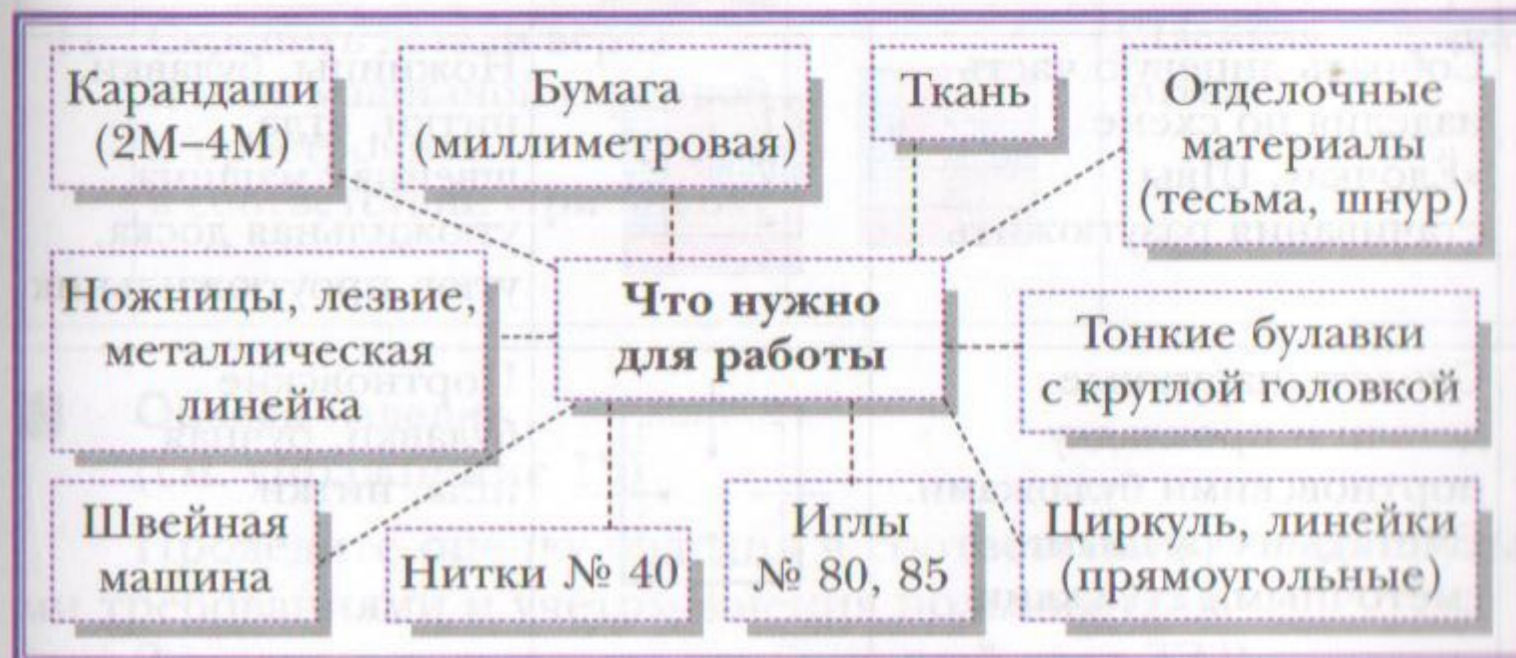 Карандаши
(2М–4М)
Бумага
(миллиметровая)
Ткань
Отделочные
материалы
(тесьма, шнур)
Ножницы, лезвие,
металлическая
линейка
Что нужно
для работы
Тонкие булавки
с круглой головкой
Швейная
машина
Нитки № 40
Иглы
№ 80, 85
Циркуль, линейки
(прямоугольные)